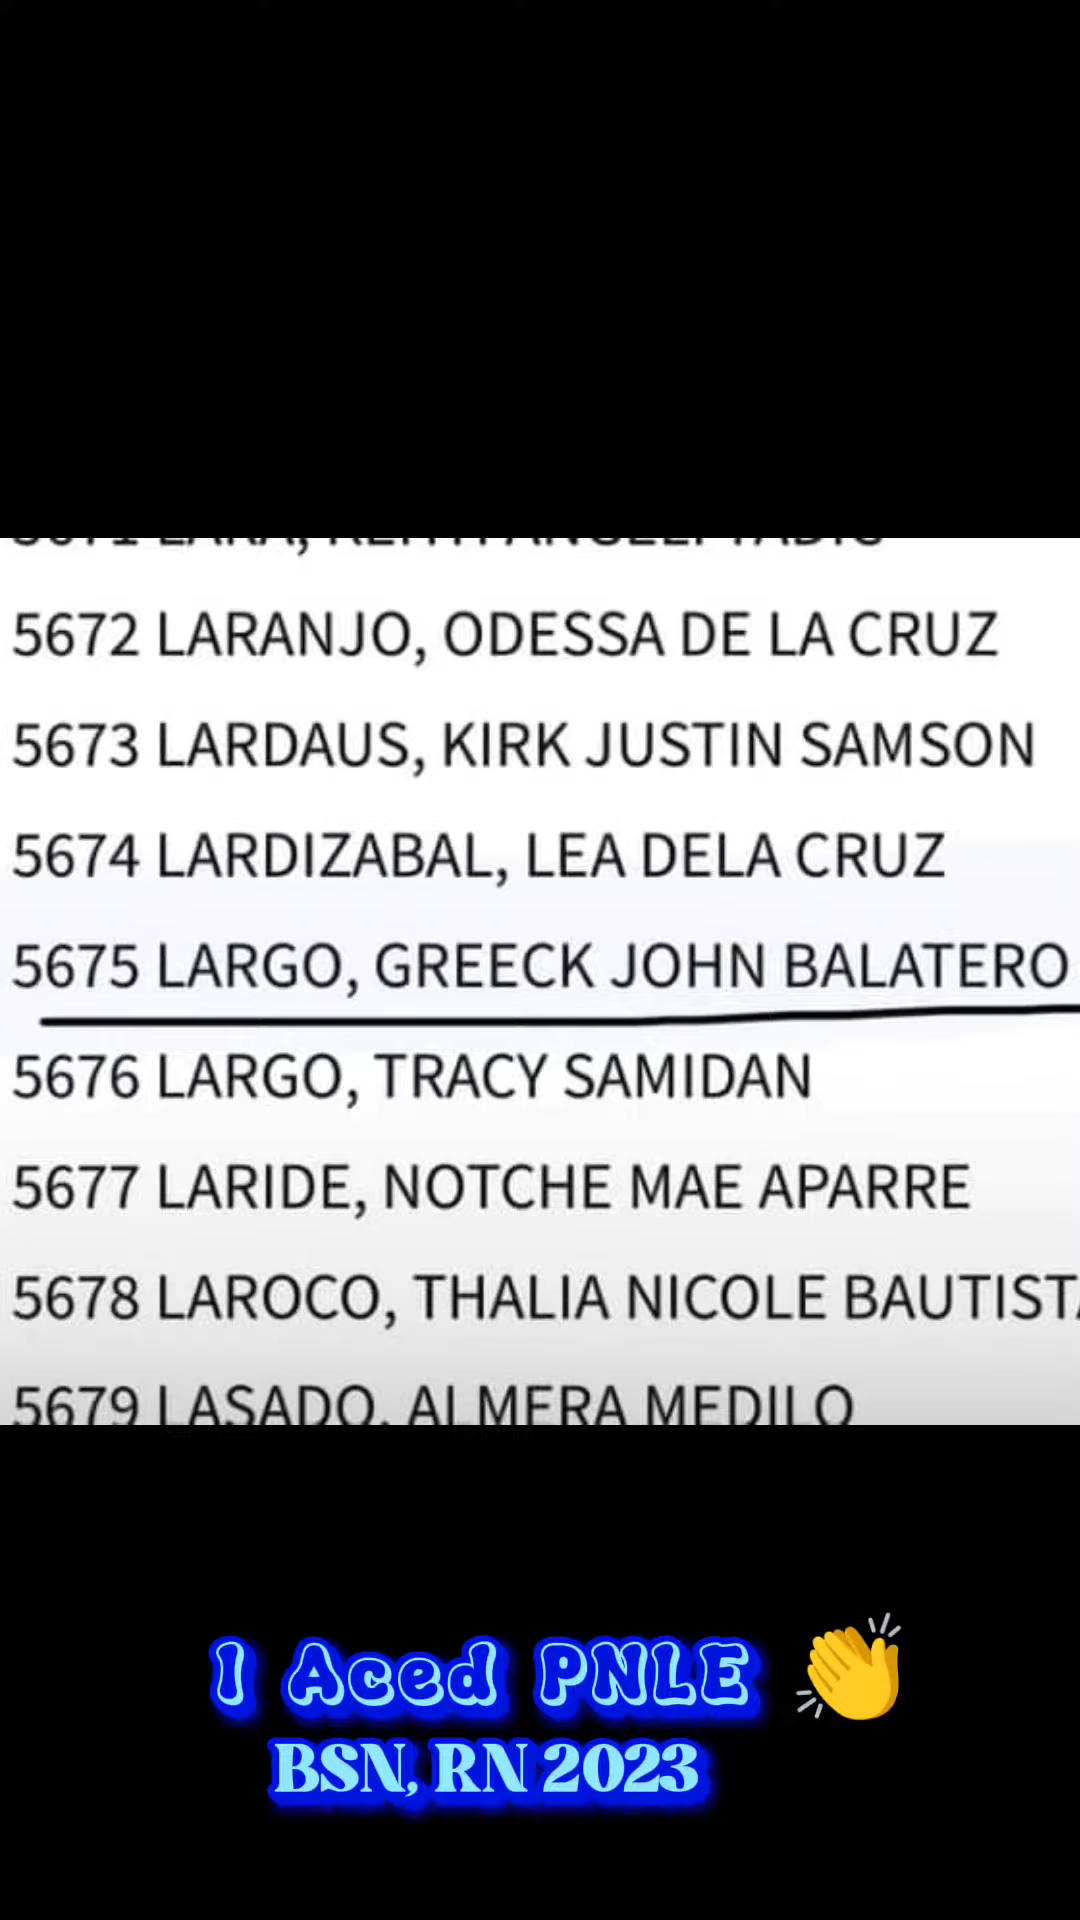 5672 LARANJO, ODESSA DE LA CRUZ
5673 LARDAUS, KIRK JUSTIN SAMSON
5674 LARDIZABAL, LEA DELA CRUZ
5675 LARGO, GREECK JOHN BALATERO
5676 LARGO, TRACY SAMIDAN
5677 LARIDE, NOTCHE MAE APARRE
5678 LAROCO, THALIA NICOLE BAUTISTA
5679 LASADO, ALMERA MEDILO
I Aced PNLE 👏
BSN, RN 2023